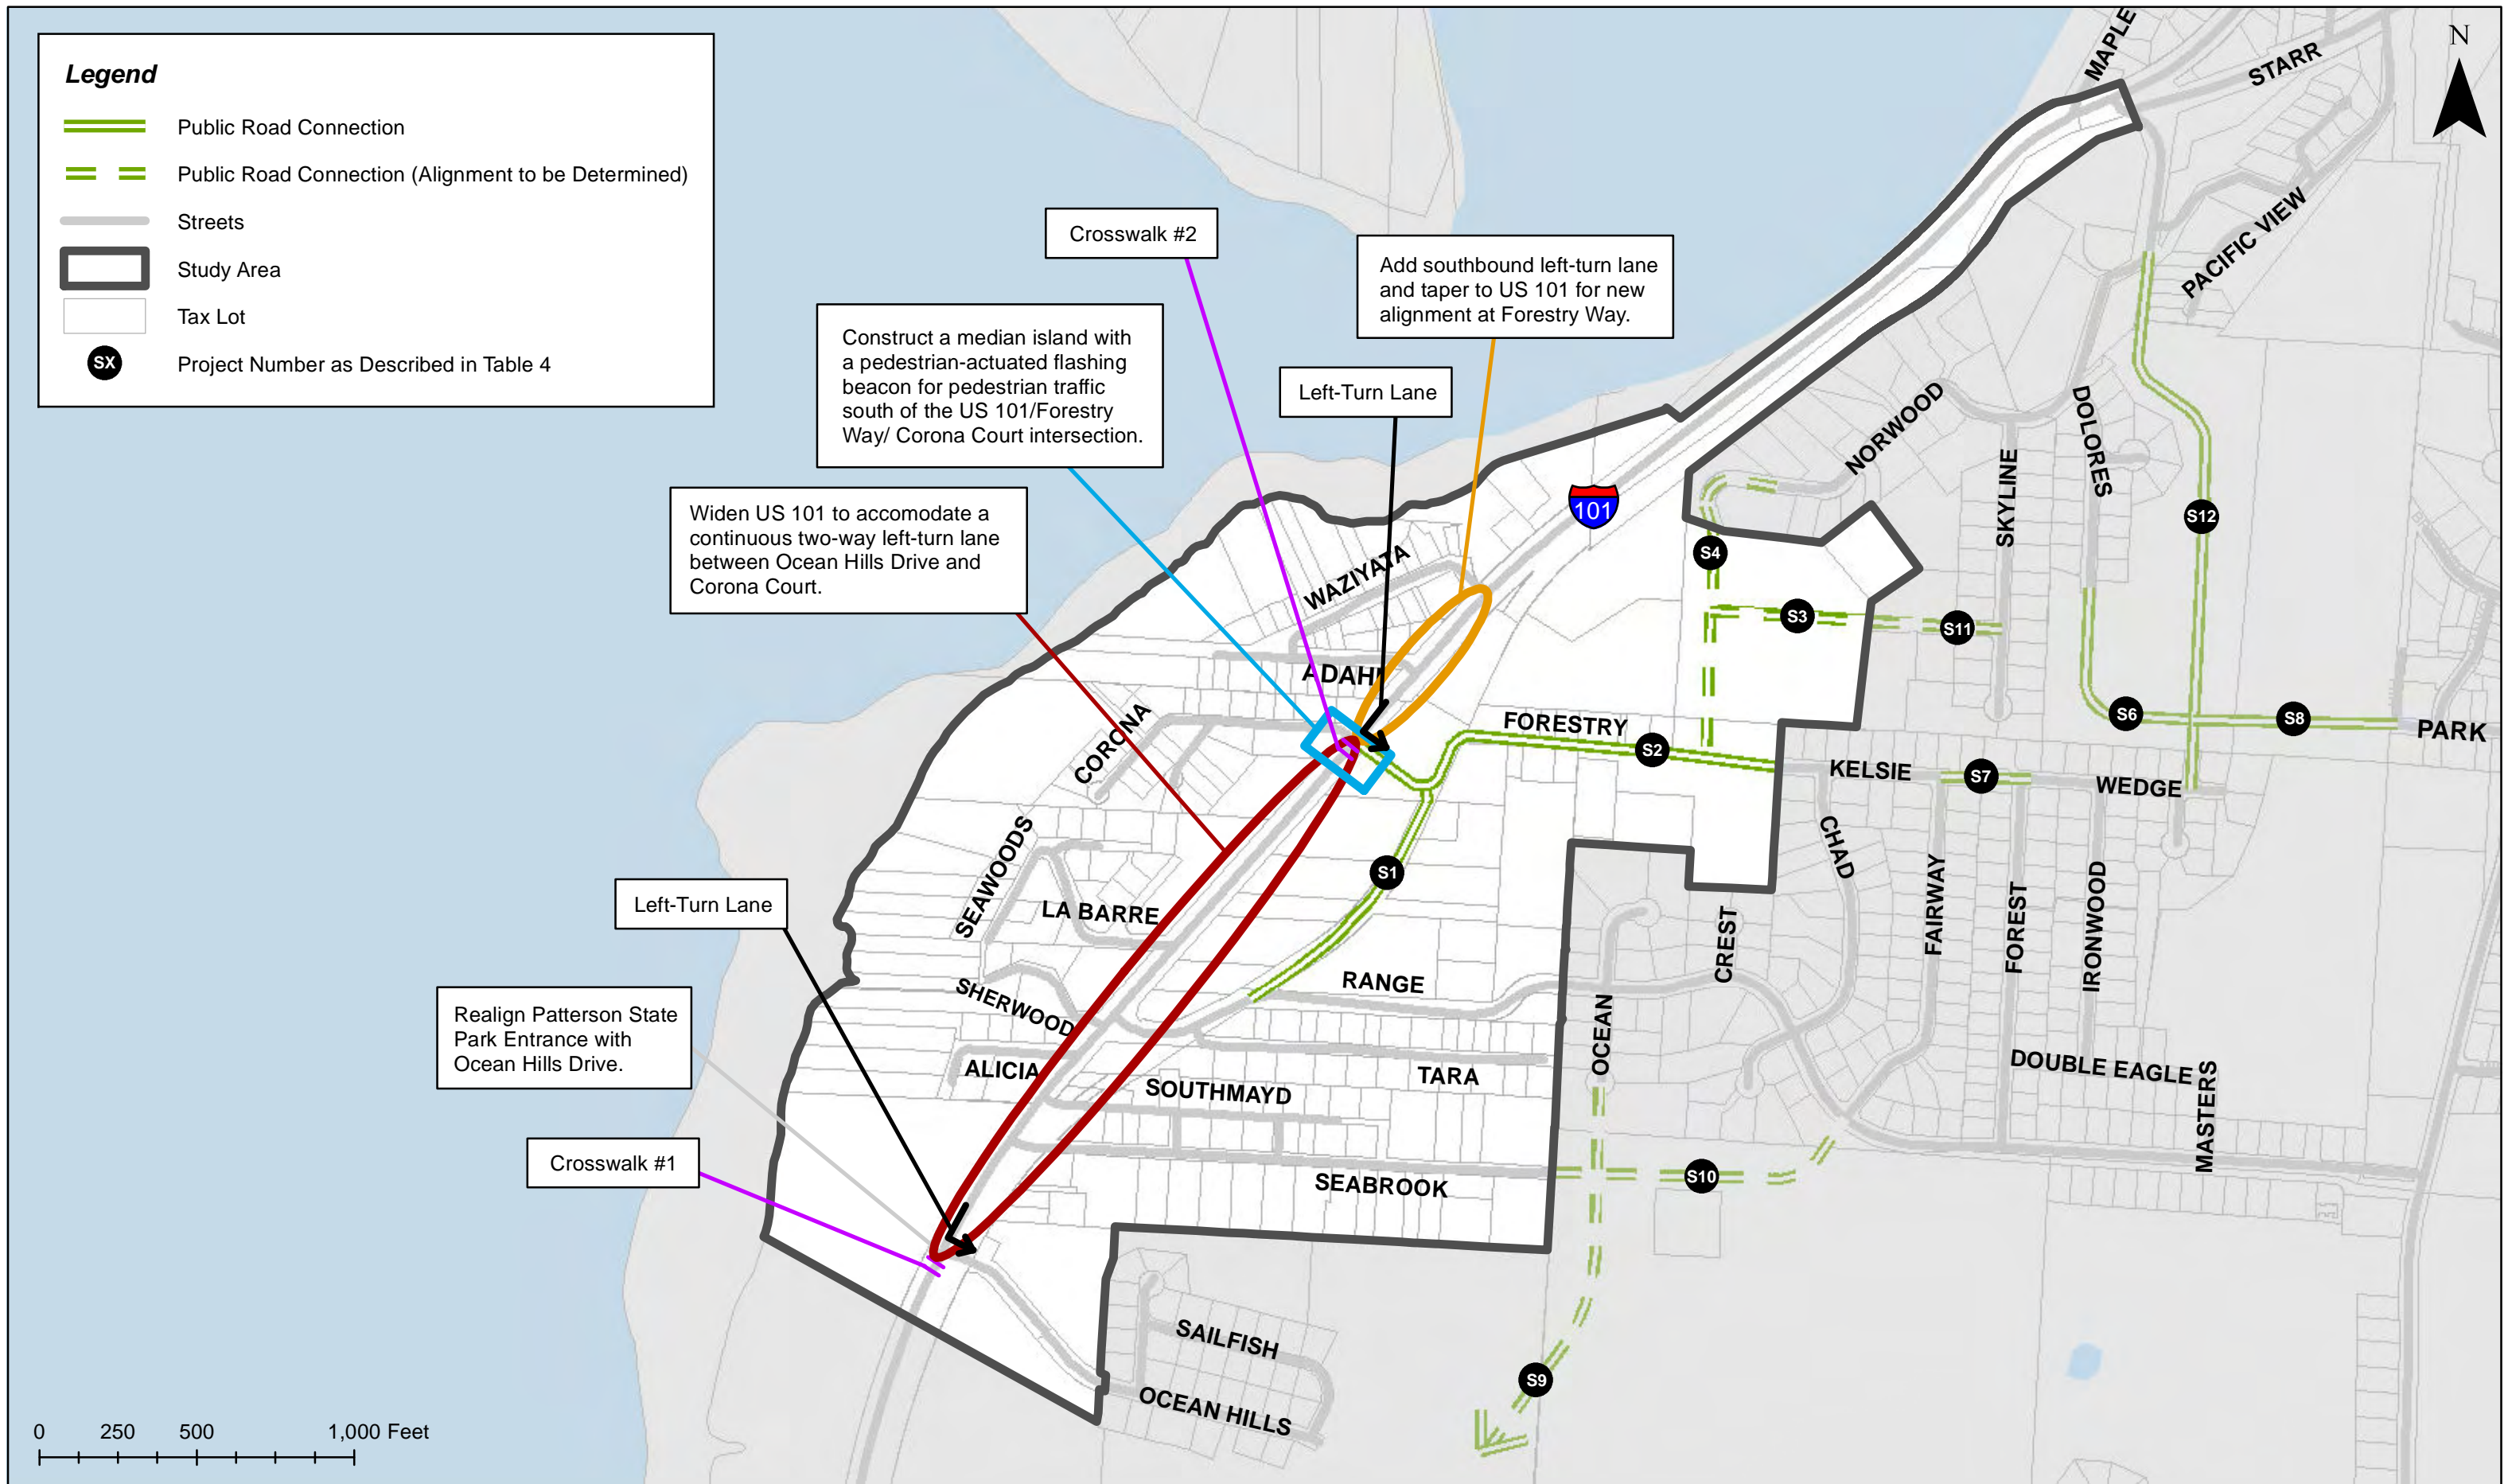 Legend
Public Road Connection
Public Road Connection (Alignment to be Determined)
Streets
Study Area
Tax Lot
SX
Project Number as Described in Table 4
N
MAPLE
STARR
PACIFIC VIEW
Crosswalk #2
Add southbound left-turn lane
and taper to US 101 for new
alignment at Forestry Way.
Construct a median island with
a pedestrian-actuated flashing
beacon for pedestrian traffic
south of the US 101/Forestry
Way/ Corona Court intersection.
Left-Turn Lane
Widen US 101 to accomodate a
continuous two-way left-turn lane
between Ocean Hills Drive and
Corona Court.
101
NORWOOD
DOLORES
SKYLINE
S12
WAZIYATA
S4
S3
S11
ADAHI
CORONA
FORESTRY
S2
S6
S8
PARK
KELSIE
S7
WEDGE
SEAWOODS
LA BARRE
S1
CHAD
FAIRWAY
FOREST
IRONWOOD
CREST
Left-Turn Lane
SHERWOOD
RANGE
OCEAN
Realign Patterson State
Park Entrance with
Ocean Hills Drive.
ALICIA
TARA
SOUTHMAYD
DOUBLE EAGLE
MASTERS
Crosswalk #1
SEABROOK
S10
SAILFISH
S9
OCEAN HILLS
0 250 500 1,000 Feet